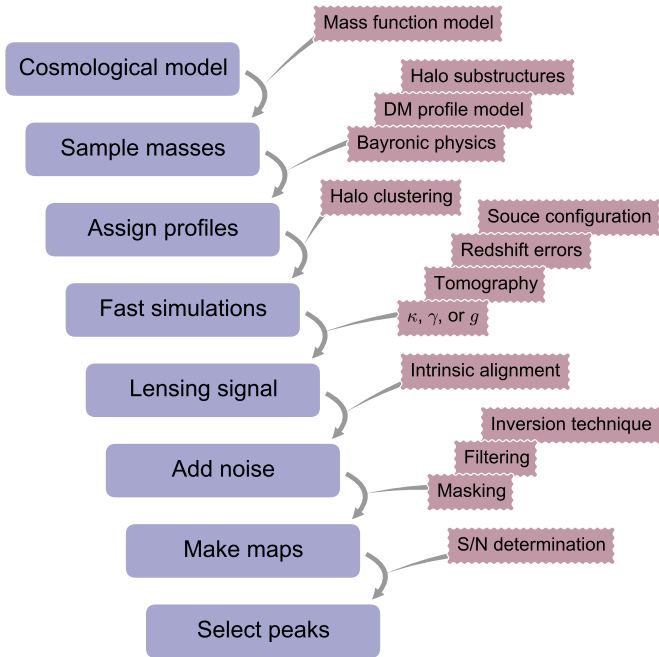 Mass function model
Cosmological model
Halo substructures
DM profile model
Sample masses
Bayronic physics
Halo clustering
Souce configuration
Assign profiles
Redshift errors
Tomography
Fast simulations
κ, γ, or g
Intrinsic alignment
Lensing signal
Inversion technique
Filtering
Add noise
Masking
S/N determination
Make maps
Select peaks